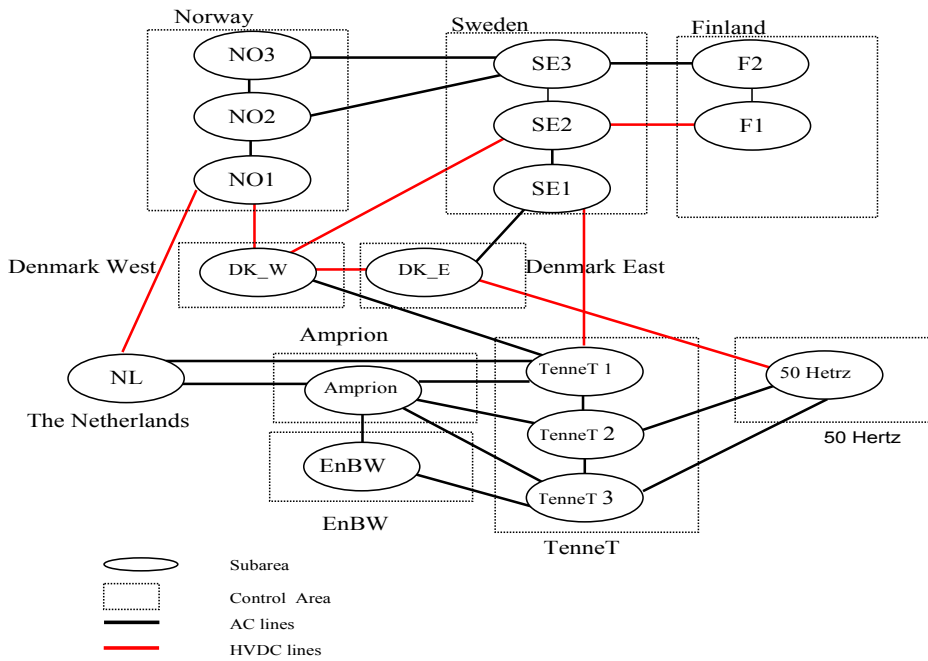 Norway
Sweden
Finland
NO3
SE3
F2
NO2
SE2
F1
NO1
SE1
Denmark West
DK_W
DK_E
Denmark East
Amprion
NL
Amprion
TenneT 1
50 Hetrz
The Netherlands
TenneT 2
50 Hertz
EnBW
TenneT 3
EnBW
TenneT
Subarea
Control Area
AC lines
HVDC lines